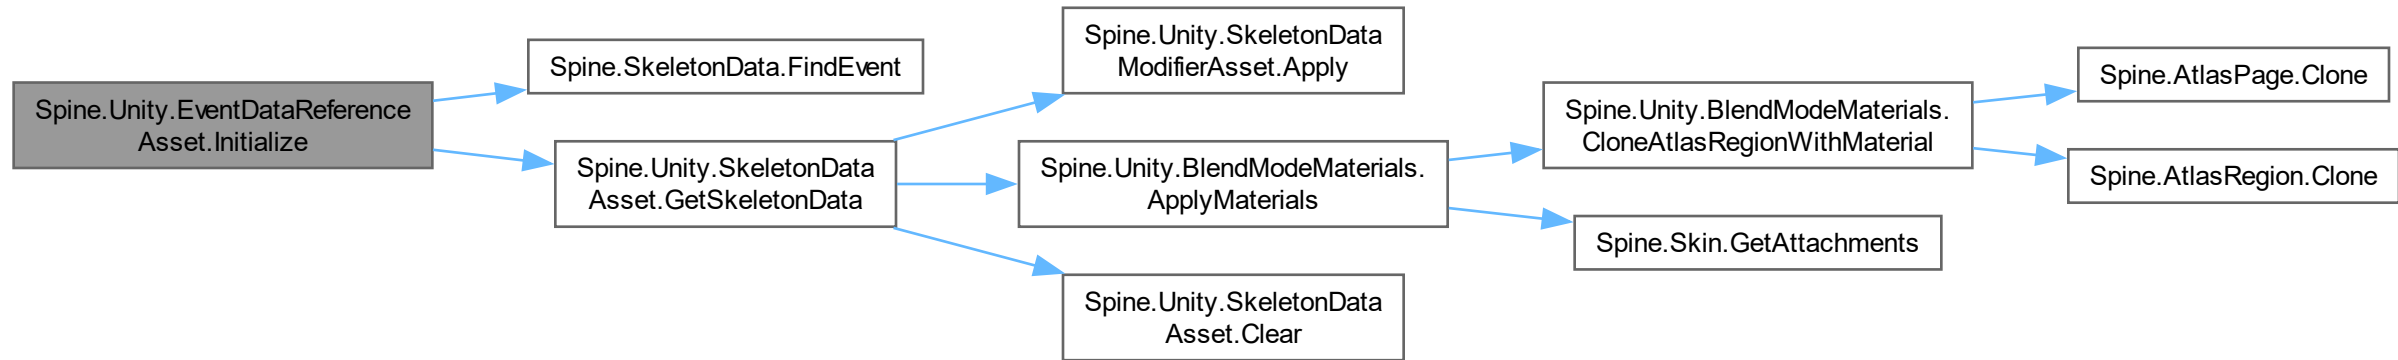 Spine.Unity.EventDataReference
Asset.Initialize
Spine.SkeletonData.FindEvent
Spine.Unity.SkeletonData
Asset.GetSkeletonData
Spine.Unity.SkeletonData
ModifierAsset.Apply
Spine.Unity.BlendModeMaterials.
ApplyMaterials
Spine.Unity.SkeletonData
Asset.Clear
Spine.Unity.BlendModeMaterials.
CloneAtlasRegionWithMaterial
Spine.Skin.GetAttachments
Spine.AtlasPage.Clone
Spine.AtlasRegion.Clone